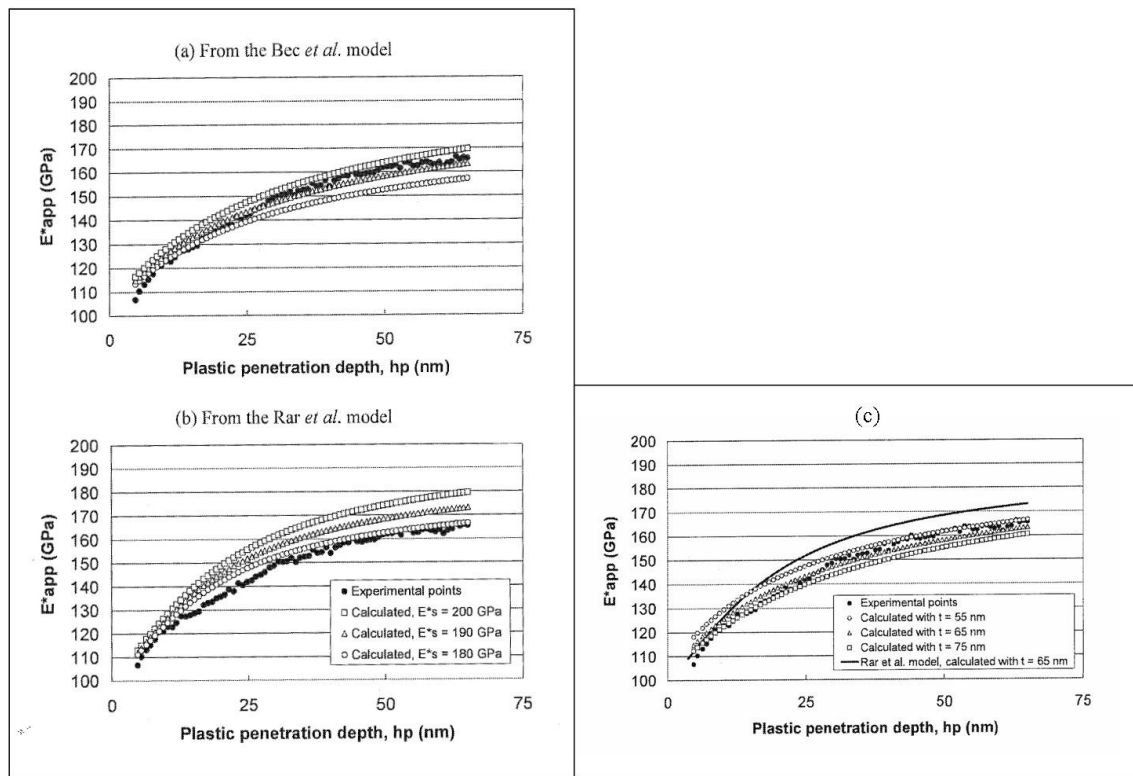 (a) From the Bec et al. model
200
190
180
170
160
150
140
130
120
110
100
E*app (GPa)
0 25 50 75
Plastic penetration depth, hp (nm)
(b) From the Rar et al. model
200
190
180
170
160
150
140
130
120
110
100
E*app (GPa)
Experimental points
Calculated, E*s = 200 GPa
Calculated, E*s = 190 GPa
Calculated, E*s = 180 GPa
0 25 50 75
Plastic penetration depth, hp (nm)
(c)
200
190
180
170
160
150
140
130
120
110
100
E*app (GPa)
Experimental points
Calculated with t = 55 nm
Calculated with t = 65 nm
Calculated with t = 75 nm
Rar et al. model, calculated with t = 65 nm
0 25 50 75
Plastic penetration depth, hp (nm)